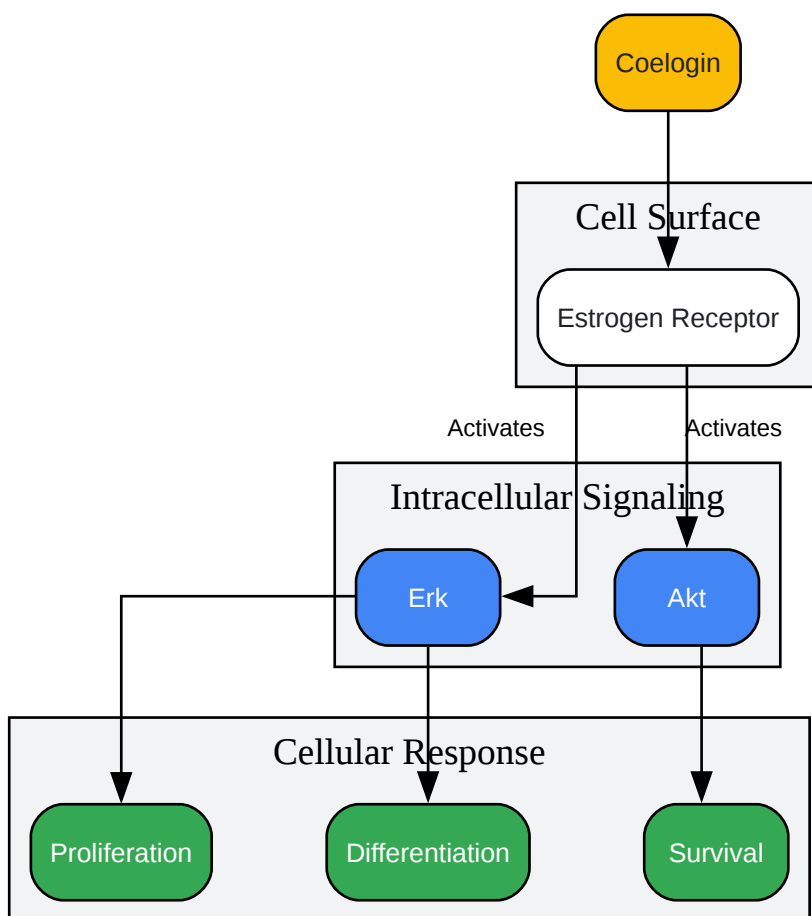 Coelogin
Cell Surface
Estrogen Receptor
Activates
Activates
Intracellular Signaling
Erk
Akt
Cellular Response
Proliferation
Differentiation
Survival